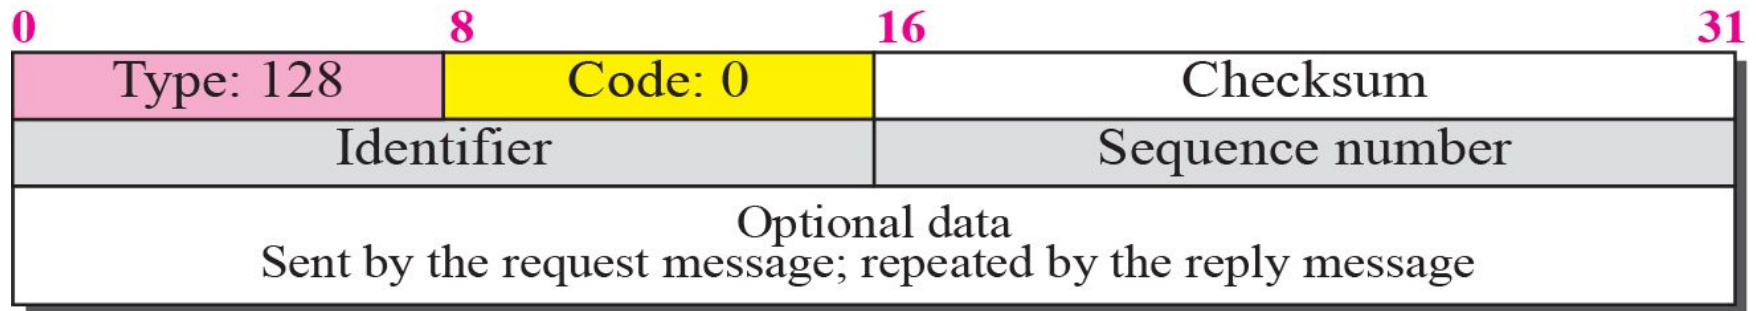 0 8 16 31
Type: 128 Code: 0 Checksum
Identifier Sequence number
Optional data
Sent by the request message; repeated by the reply message